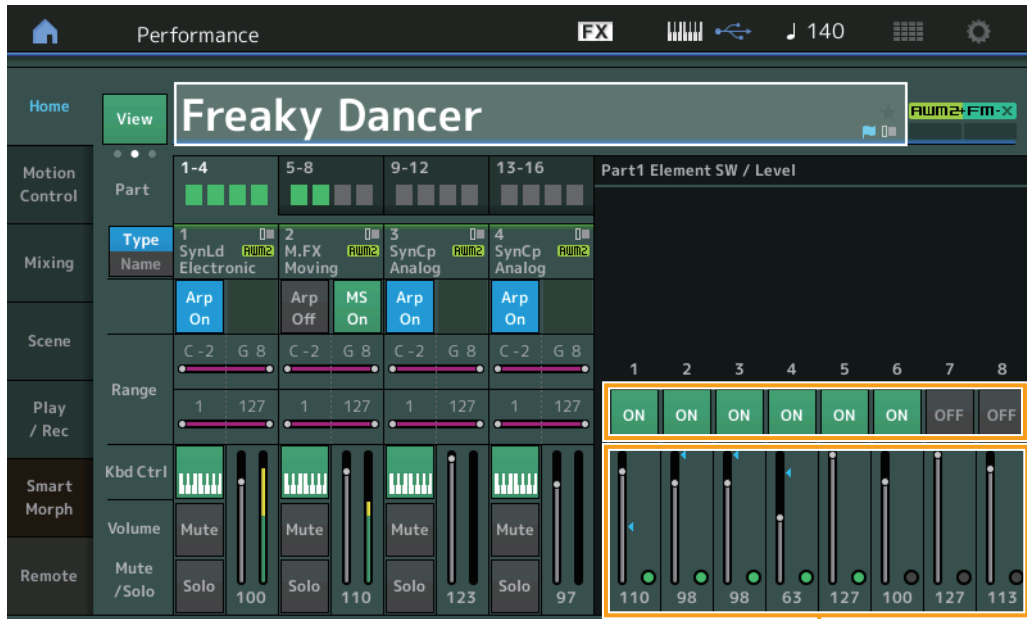 Performance FX 140
Home View Freaky Dancer AWM2+FM-X
Motion
Control
Mixing
Scene
Play
/ Rec
Smart
Morph
Remote
Part 1-4 5-8 9-12 13-16
Type
Name
1
SynLd AWM2
Electronic
2
M.FX AWM2
Moving
3
SynCp AWM2
Analog
4
SynCp AWM2
Analog
Arp
On
Arp
Off
MS
On
Arp
On
Arp
On
Range
C -2 G 8 C -2 G 8 C -2 G 8 C -2 G 8
1 127 1 127 1 127 1 127
Kbd Ctrl
Volume Mute Mute Mute Mute
Mute
/Solo
Solo 100 Solo 110 Solo 123 Solo 97
Part1 Element SW / Level
1 2 3 4 5 6 7 8
ON ON ON ON ON ON OFF OFF
110 98 98 63 127 100 127 113